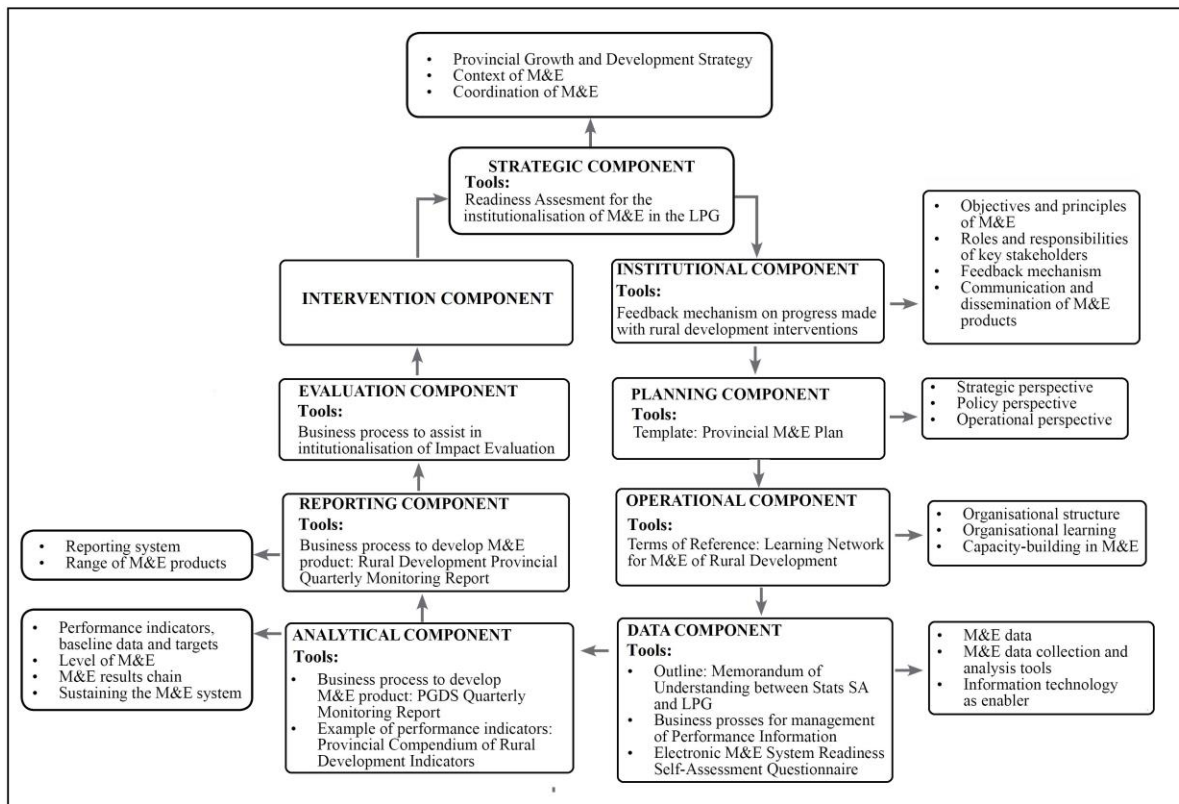 • Provincial Growth and Development Strategy
• Context of M&E
• Coordination of M&E
STRATEGIC COMPONENT
Tools:
Readiness Assesment for the
institutionalisation of M&E in the LPG
• Objectives and principles
of M&E
• Roles and responsibilities
of key stakeholders
• Feedback mechanism
• Communication and
dissemination of M&E
products
INSTITUTIONAL COMPONENT
Tools:
Feedback mechanism on progress made
with rural development interventions
INTERVENTION COMPONENT
EVALUATION COMPONENT
Tools:
Business process to assist in
intitutionalisation of Impact Evaluation
PLANNING COMPONENT
Tools:
Template: Provincial M&E Plan
• Strategic perspective
• Policy perspective
• Operational perspective
REPORTING COMPONENT
Tools:
Business process to develop M&E
product: Rural Development Provincial
Quarterly Monitoring Report
OPERATIONAL COMPONENT
Tools:
Terms of Reference: Learning Network
for M&E of Rural Development
• Organisational structure
• Organisational learning
• Capacity-building in M&E
• Reporting system
• Range of M&E products
• Performance indicators,
baseline data and targets
• Level of M&E
• M&E results chain
• Sustaining the M&E system
ANALYTICAL COMPONENT
Tools:
• Business process to develop
M&E product: PGDS Quarterly
Monitoring Report
• Example of performance indicators:
Provincial Compendium of Rural
Development Indicators
DATA COMPONENT
Tools:
• Outline: Memorandum of
Understanding between Stats SA
and LPG
• Business prosses for management
of Performance Information
• Electronic M&E System Readiness
Self-Assessment Questionnaire
• M&E data
• M&E data collection and
analysis tools
• Information technology
as enabler